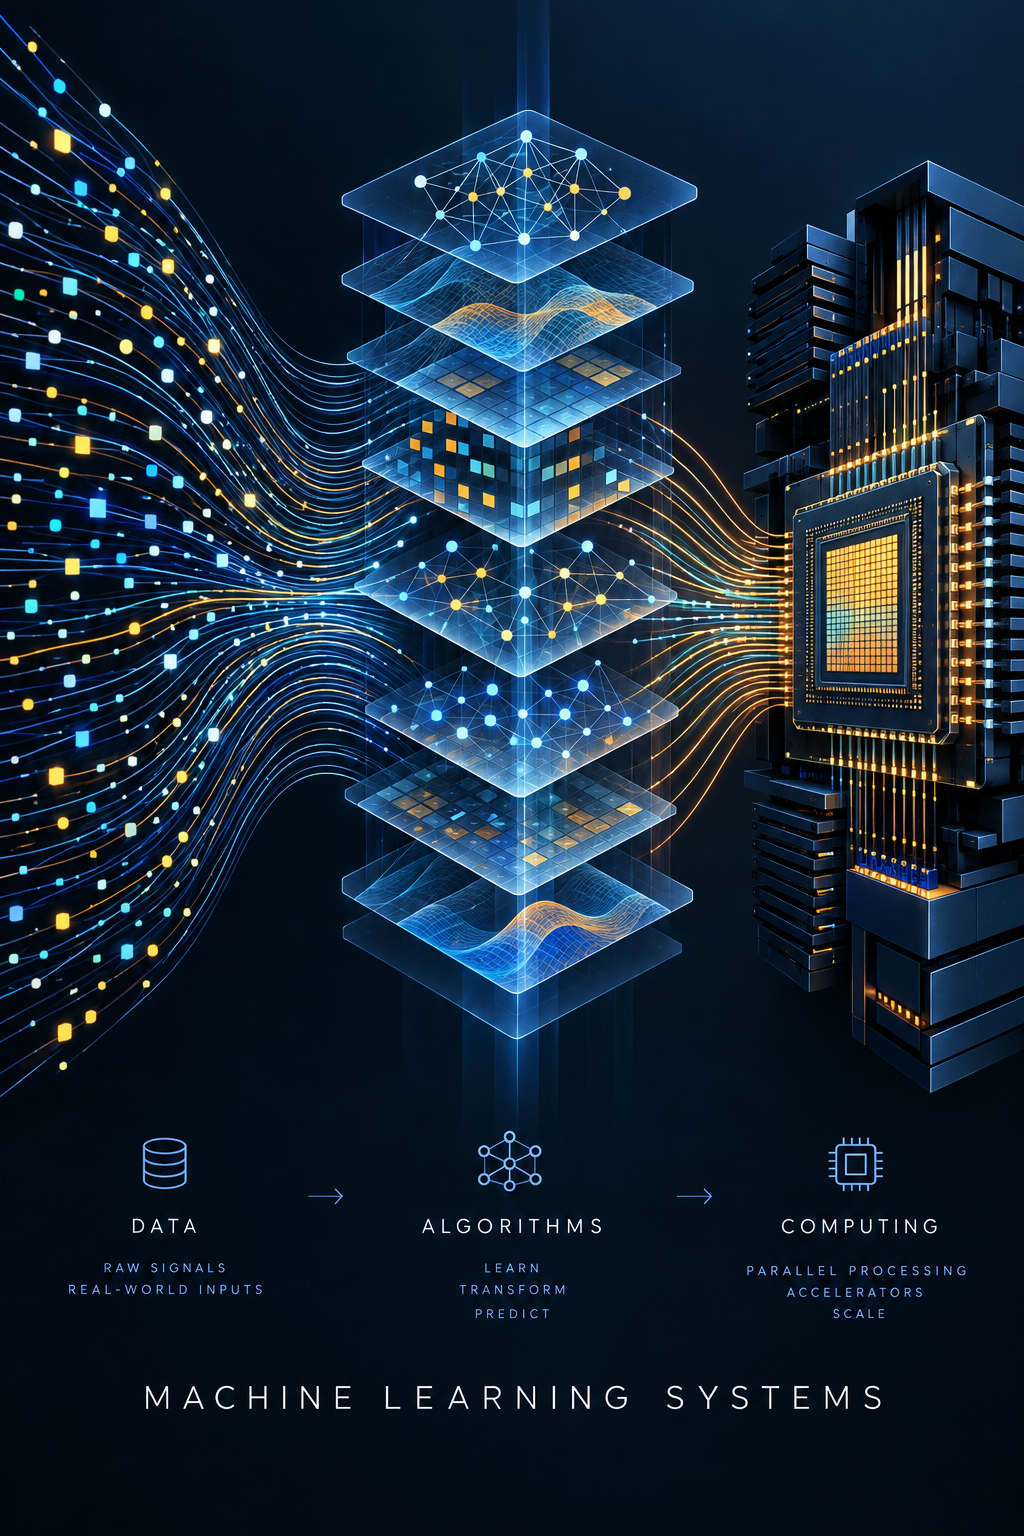 DATA
RAW SIGNALS
REAL-WORLD INPUTS
ALGORITHMS
LEARN
TRANSFORM
PREDICT
COMPUTING
PARALLEL PROCESSING
ACCELERATORS
SCALE
MACHINE LEARNING SYSTEMS